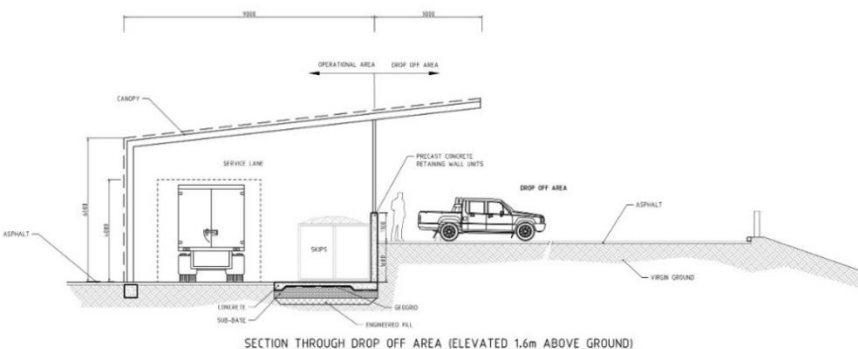 9000
3000
OPERATIONAL AREA
DROP OFF AREA
CANOPY
SERVICE LANE
PRECAST CONCRETE
RETAINING WALL UNITS
DROP OFF AREA
ASPHALT
ASPHALT
SKIPS
VIRGIN GROUND
CONCRETE
SUB-BASE
GEOGRID
ENGINEERED FILL
SECTION THROUGH DROP OFF AREA (ELEVATED 1.6m ABOVE GROUND)